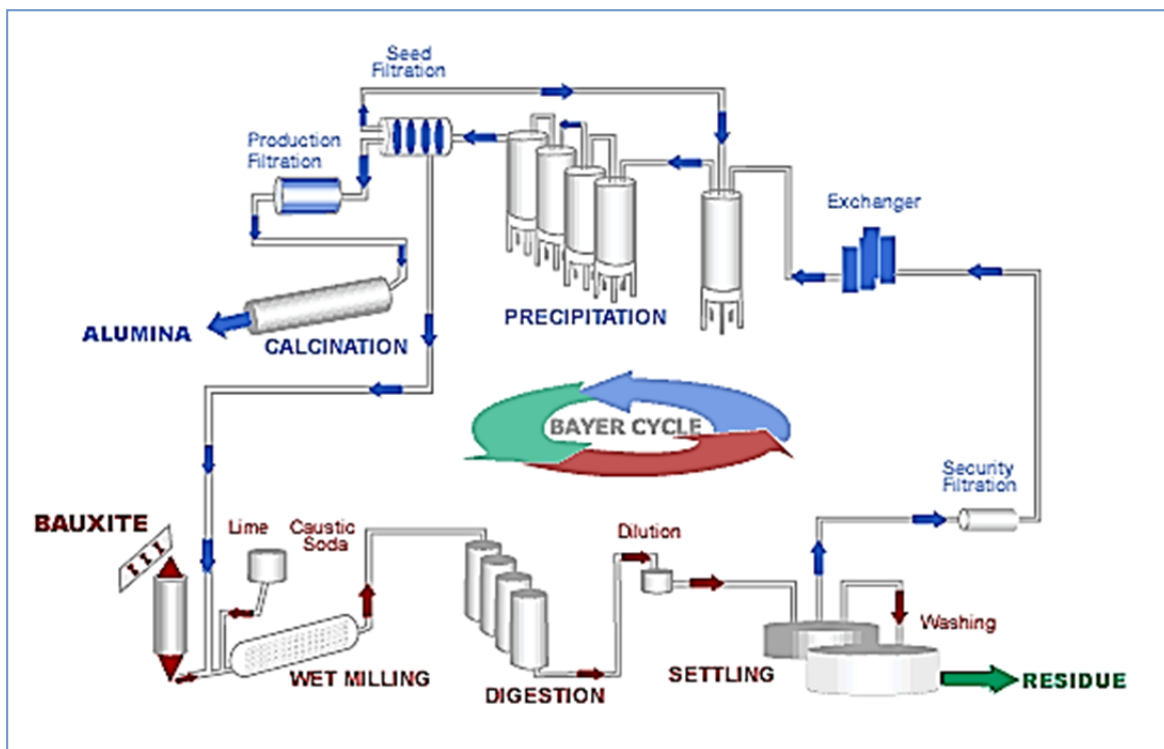 Seed
Filtration
Production
Filtration
Exchanger
PRECIPITATION
ALUMINA
CALCINATION
BAYER CYCLE
Security
Filtration
BAUXITE
Lime
Caustic
Soda
Dilution
Washing
WET MILLING
DIGESTION
SETTLING
RESIDUE